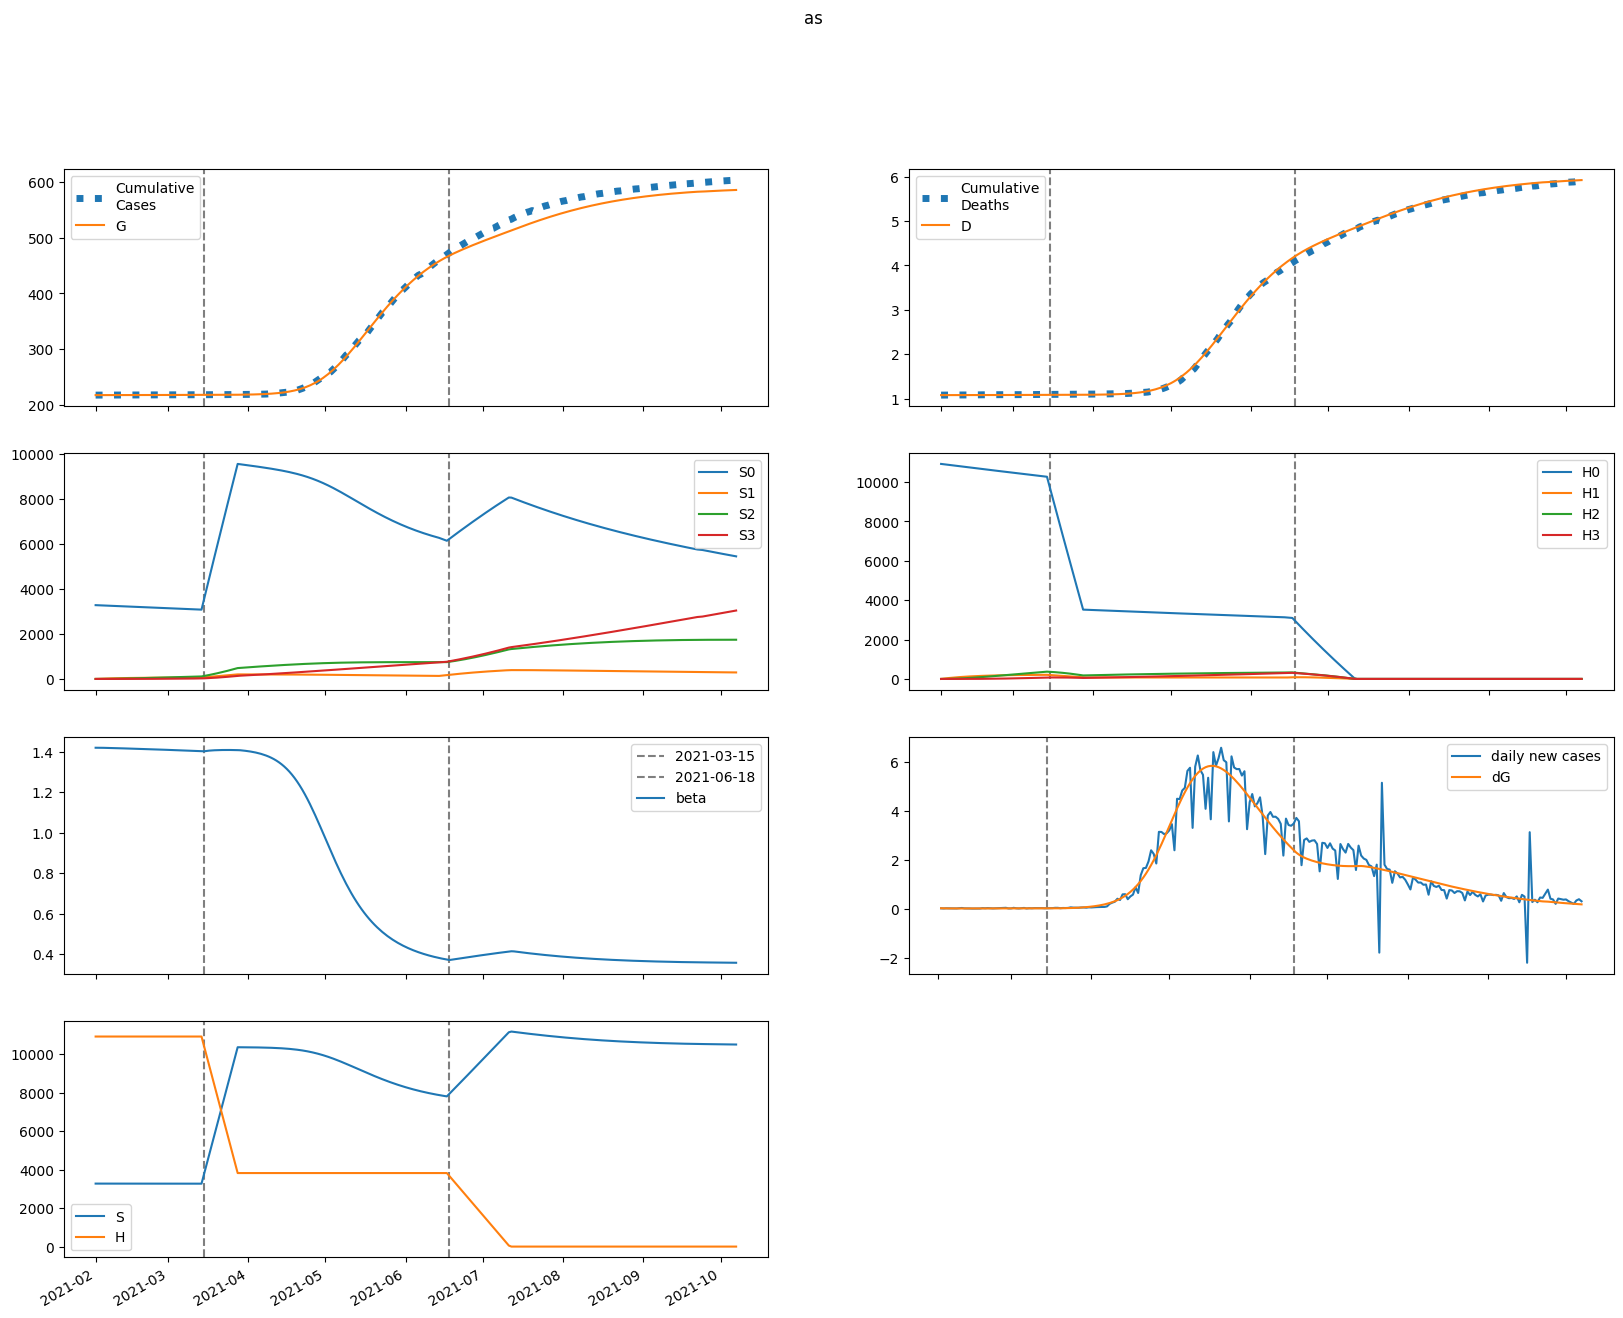 as
600
500
400
300
200
Cumulative
Cases
G
6
5
4
3
2
1
Cumulative
Deaths
D
10000
8000
6000
4000
2000
0
S0
S1
S2
S3
10000
8000
6000
4000
2000
0
H0
H1
H2
H3
1.4
1.2
1.0
0.8
0.6
0.4
2021-03-15
2021-06-18
beta
6
4
2
0
−2
daily new cases
dG
10000
8000
6000
4000
2000
0
S
H
2021-02
2021-03
2021-04
2021-05
2021-06
2021-07
2021-08
2021-09
2021-10